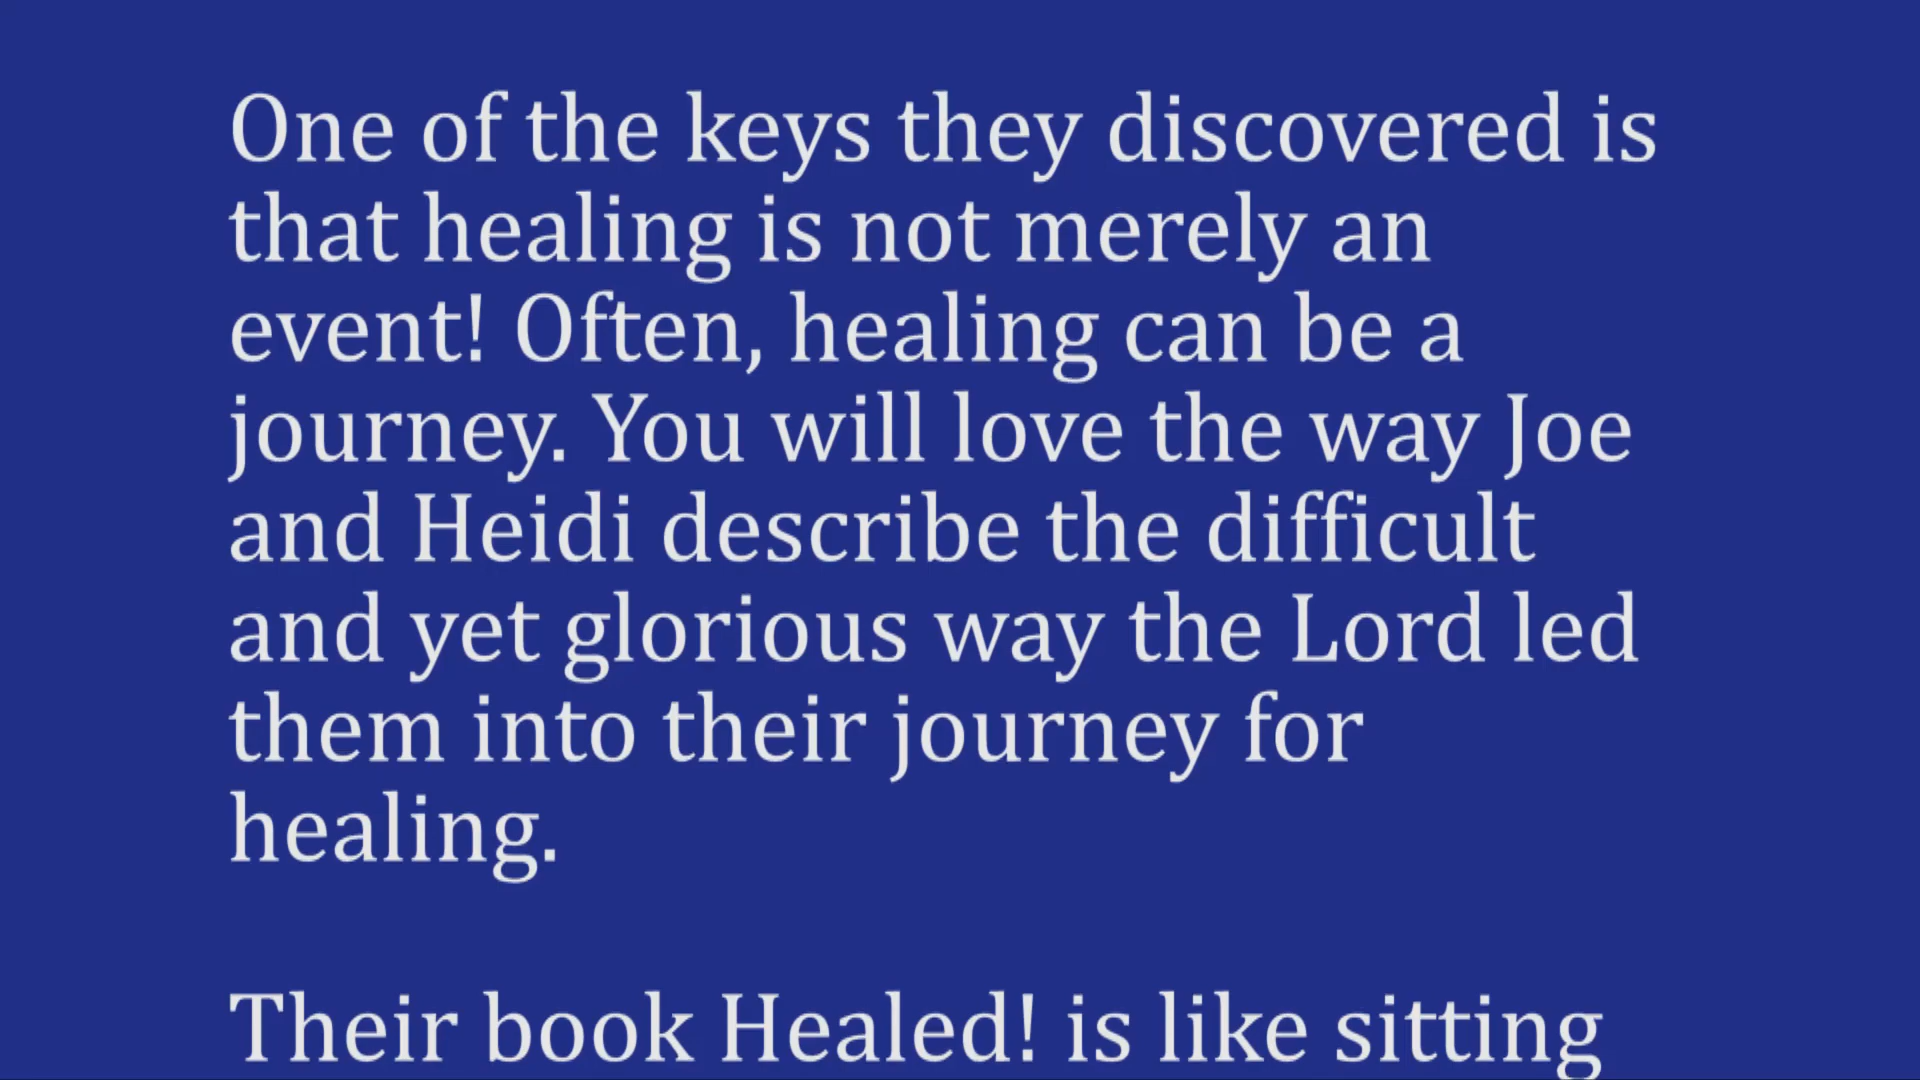 One of the keys they discovered is
that healing is not merely an
event! Often, healing can be a
journey. You will love the way Joe
and Heidi describe the difficult
and yet glorious way the Lord led
them into their journey for
healing.
Their book Healed! is like sitting